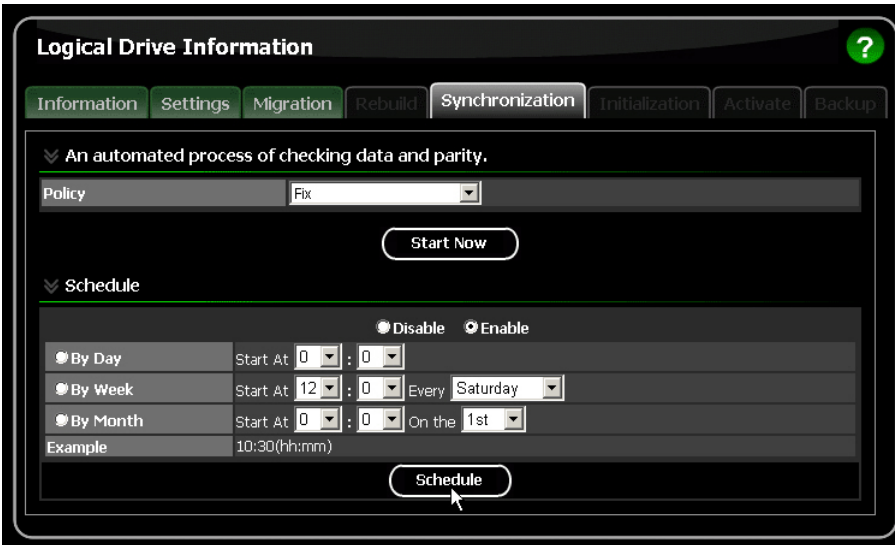 Logical Drive Information
?
Information Settings Migration Rebuild Synchronization Initialization Activate Backup
An automated process of checking data and parity.
Policy Fix
Start Now
Schedule
Disable Enable
By Day Start At 0 : 0
By Week Start At 12 : 0 Every Saturday
By Month Start At 0 : 0 On the 1st
Example 10:30(hh:mm)
Schedule